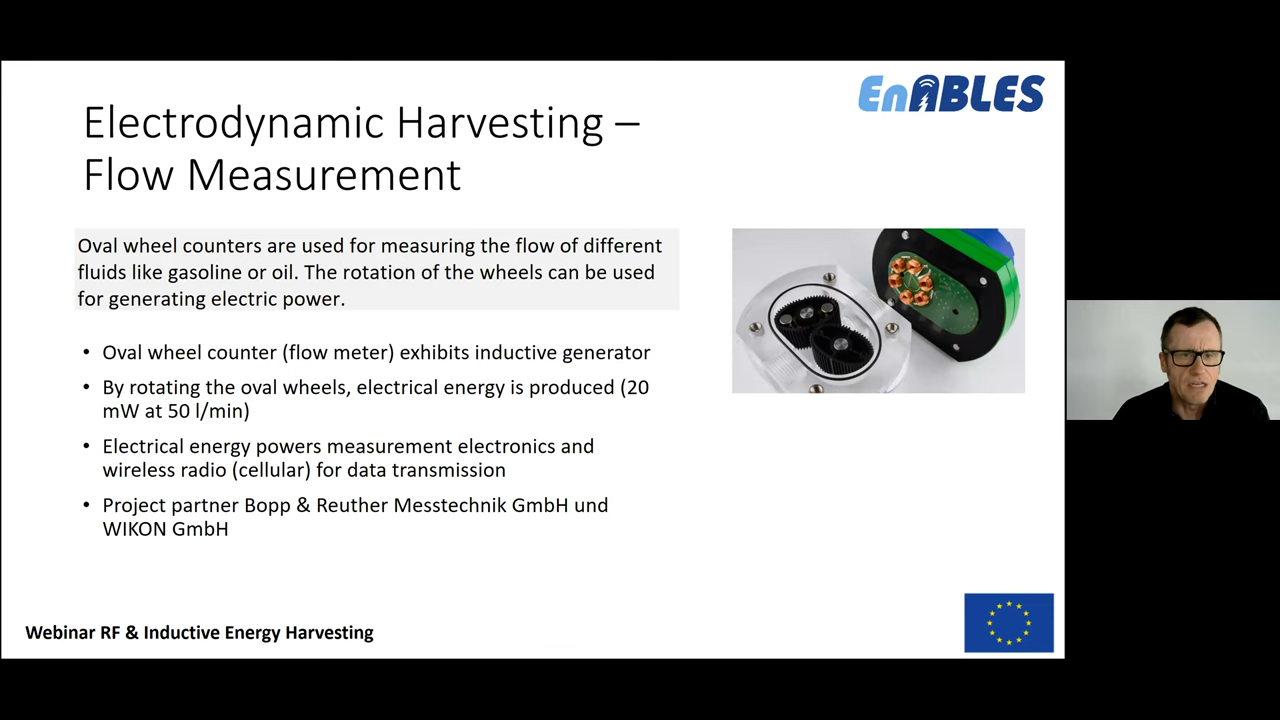 EnABLES
Electrodynamic Harvesting –
Flow Measurement
Oval wheel counters are used for measuring the flow of different
fluids like gasoline or oil. The rotation of the wheels can be used
for generating electric power.
• Oval wheel counter (flow meter) exhibits inductive generator
• By rotating the oval wheels, electrical energy is produced (20
mW at 50 l/min)
• Electrical energy powers measurement electronics and
wireless radio (cellular) for data transmission
• Project partner Bopp & Reuther Messtechnik GmbH und
WIKON GmbH
Webinar RF & Inductive Energy Harvesting